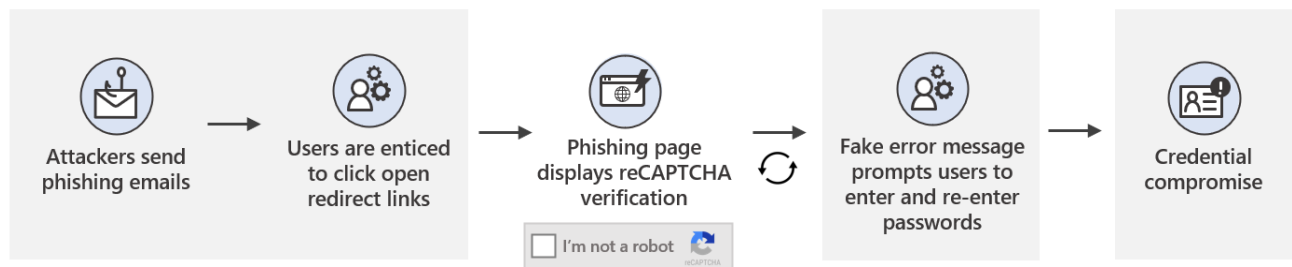 Attackers send
phishing emails
Users are enticed
to click open
redirect links
Phishing page
displays reCAPTCHA
verification
I'm not a robot
reCAPTCHA
Fake error message
prompts users to
enter and re-enter
passwords
Credential
compromise